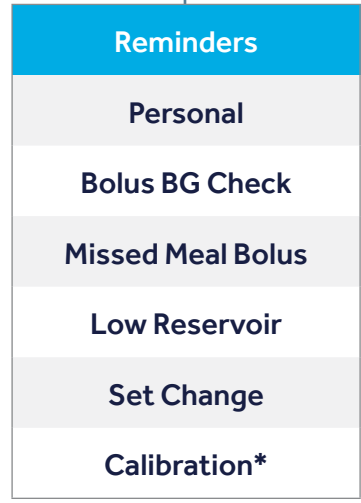 Reminders
Personal
Bolus BG Check
Missed Meal Bolus
Low Reservoir
Set Change
Calibration*